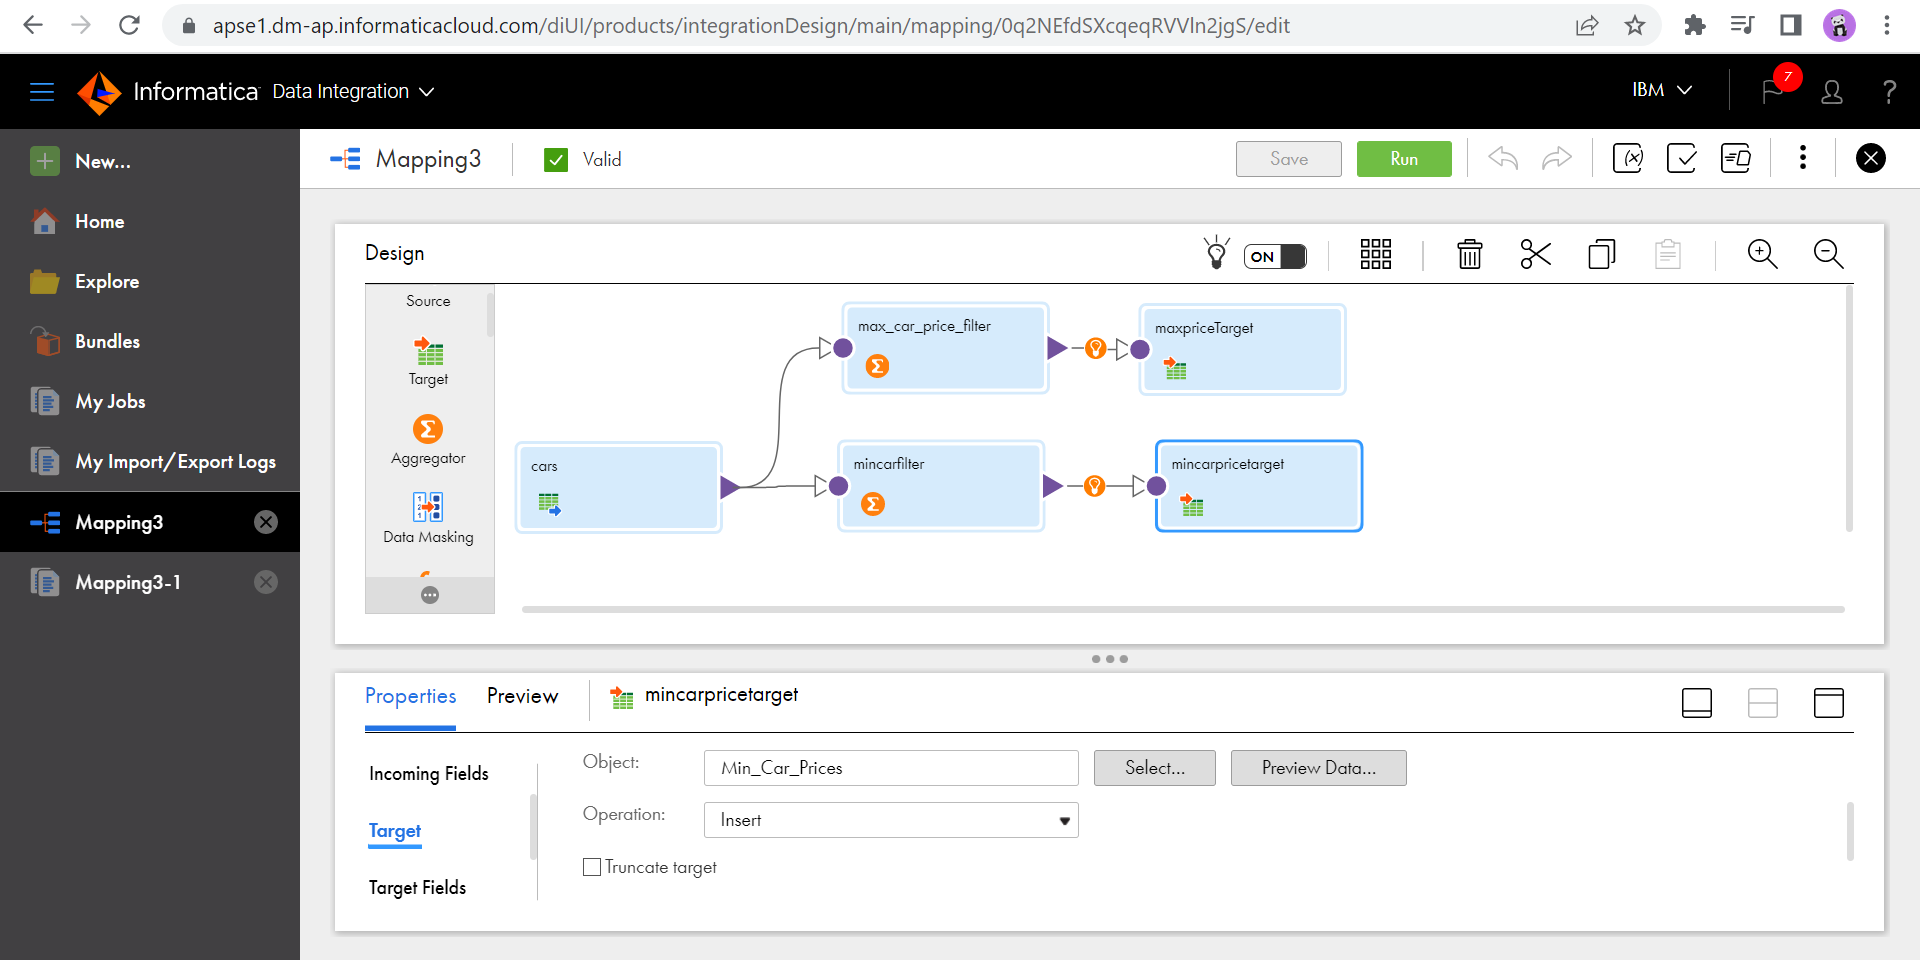 apse1.dm-ap.informaticacloud.com/diUI/products/integrationDesign/main/mapping/0q2NEfdSXcqeqRVVln2jgS/edit
Informatica Data Integration
IBM
7
?
New...
Home
Explore
Bundles
My Jobs
My Import/Export Logs
Mapping3
Mapping3-1
Mapping3
Valid
Save
Run
Design
ON
Source
Target
Aggregator
Data Masking
max_car_price_filter
maxpriceTarget
cars
mincarfilter
mincarpricetarget
Properties
Preview
mincarpricetarget
Incoming Fields
Target
Target Fields
Object:
Min_Car_Prices
Select...
Preview Data...
Operation:
Insert
Truncate target